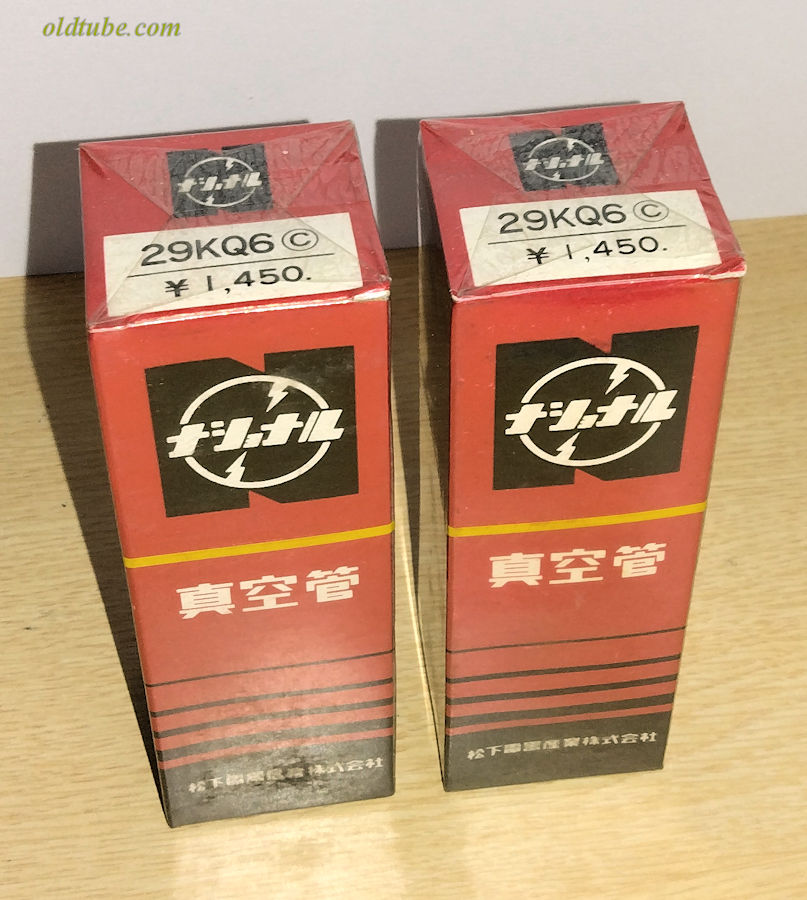 oldtube.com
ナショナル
29KQ6 Ⓒ
¥1,450.
ナショナル
真空管
松下電器産業株式会社
ナショナル
29KQ6 Ⓒ
¥1,450.
ナショナル
真空管
松下電器産業株式会社